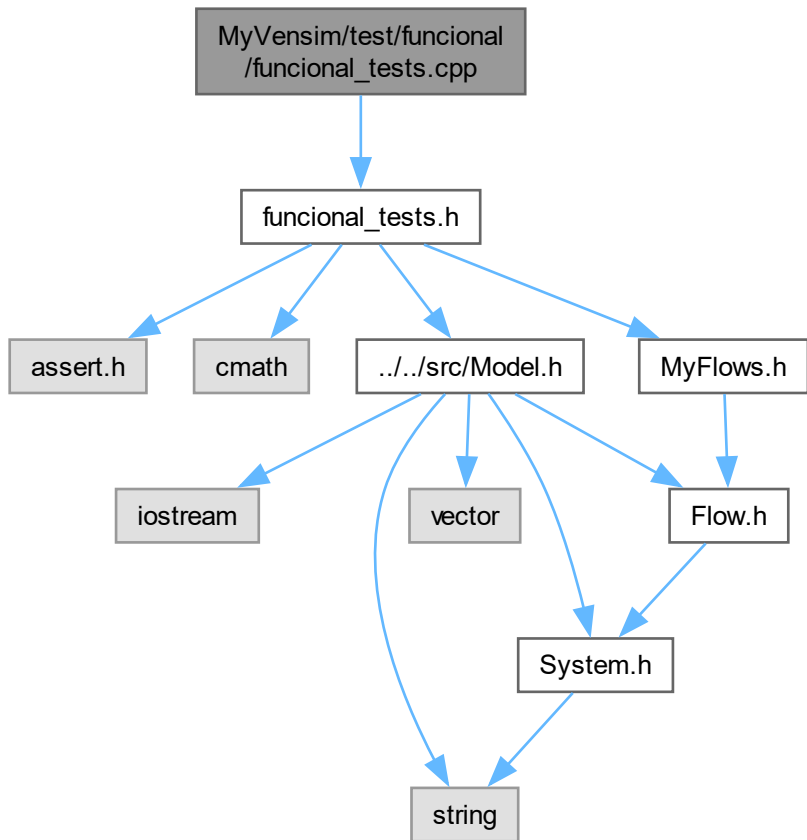 MyVensim/test/funcional
/funcional_tests.cpp
funcional_tests.h
assert.h
cmath
../../src/Model.h
MyFlows.h
iostream
vector
Flow.h
System.h
string